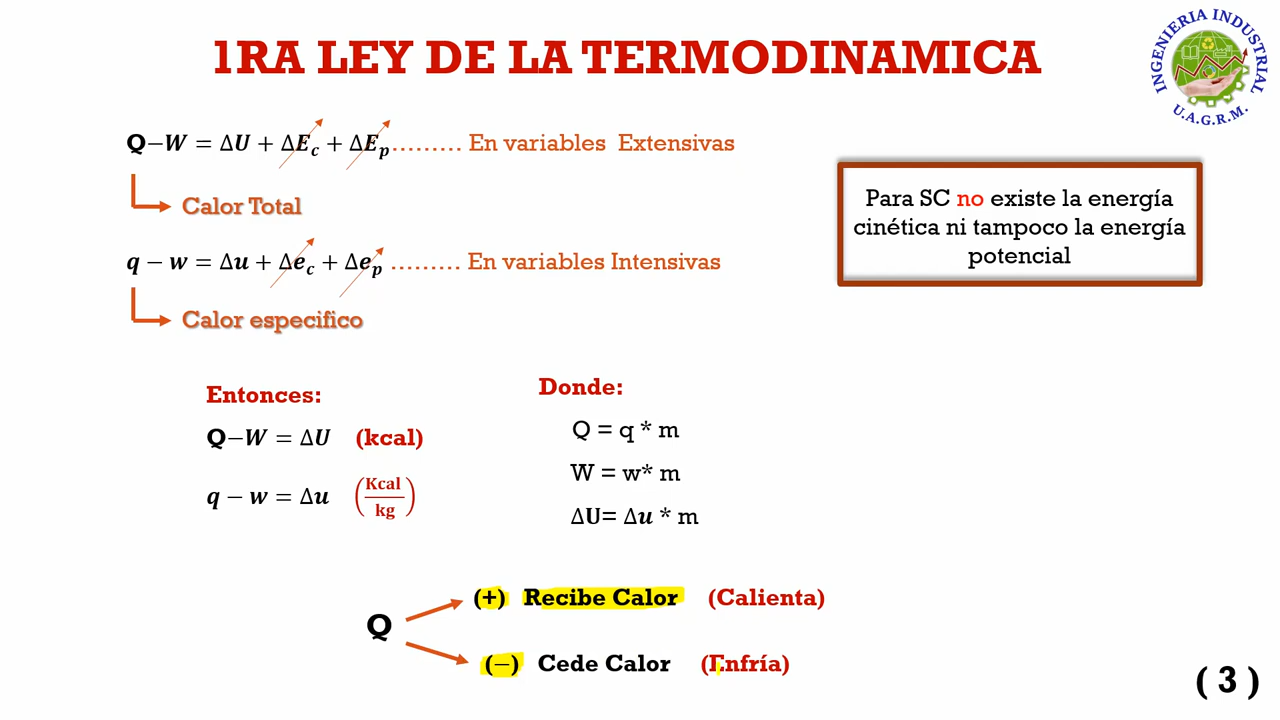 1RA LEY DE LA TERMODINAMICA
INGENIERIA INDUSTRIAL
U.A.G.R.M.
Q−W = ΔU + ΔE_c + ΔE_p……… En variables Extensivas
Calor Total
Para SC no existe la energía
cinética ni tampoco la energía
potencial
q − w = Δu + Δe_c + Δe_p ……… En variables Intensivas
Calor especifico
Entonces:
Q−W = ΔU (kcal)
q − w = Δu (Kcal/kg)
Donde:
Q = q * m
W = w* m
ΔU= Δu * m
Q
(+) Recibe Calor (Calienta)
(−) Cede Calor (Enfría)
( 3 )